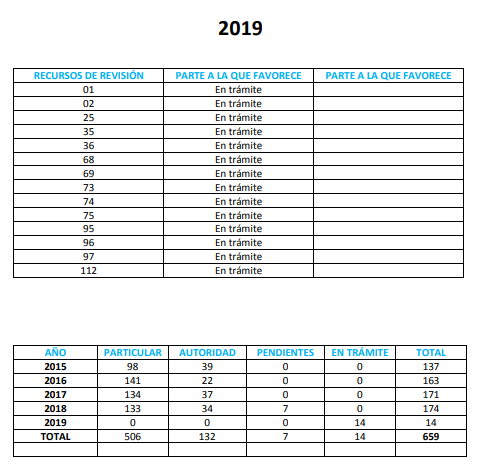 2019
RECURSOS DE REVISIÓN PARTE A LA QUE FAVORECE PARTE A LA QUE FAVORECE
01 En trámite
02 En trámite
25 En trámite
35 En trámite
36 En trámite
68 En trámite
69 En trámite
73 En trámite
74 En trámite
75 En trámite
95 En trámite
96 En trámite
97 En trámite
112 En trámite
AÑO PARTICULAR AUTORIDAD PENDIENTES EN TRÁMITE TOTAL
2015 98 39 0 0 137
2016 141 22 0 0 163
2017 134 37 0 0 171
2018 133 34 7 0 174
2019 0 0 0 14 14
TOTAL 506 132 7 14 659